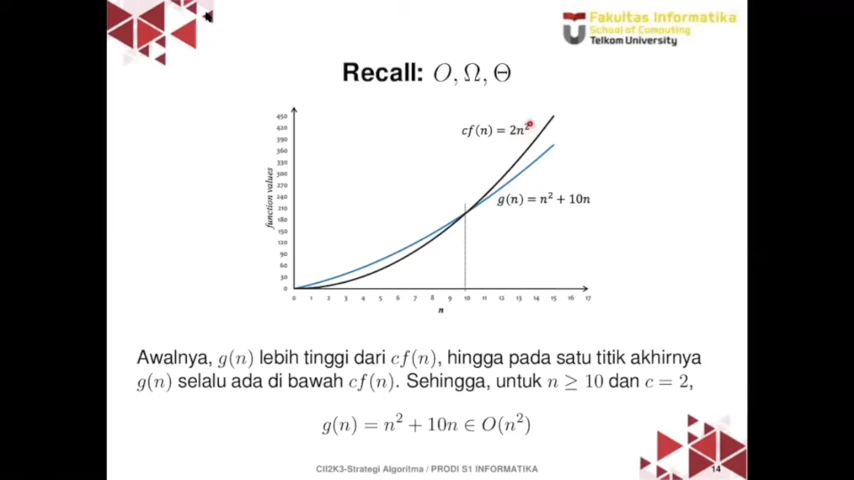 Fakultas Informatika
School of Computing
Telkom University
Recall: O, Ω, Θ
450
420
390
360
330
300
270
240
210
180
150
120
90
60
30
0
function values
cf(n) = 2n²
g(n) = n² + 10n
0 1 2 3 4 5 6 7 8 9 10 11 12 13 14 15 16 17
n
Awalnya, g(n) lebih tinggi dari cf(n), hingga pada satu titik akhirnya
g(n) selalu ada di bawah cf(n). Sehingga, untuk n ≥ 10 dan c = 2,
g(n) = n² + 10n ∈ O(n²)
CII2K3-Strategi Algoritma / PRODI S1 INFORMATIKA
14